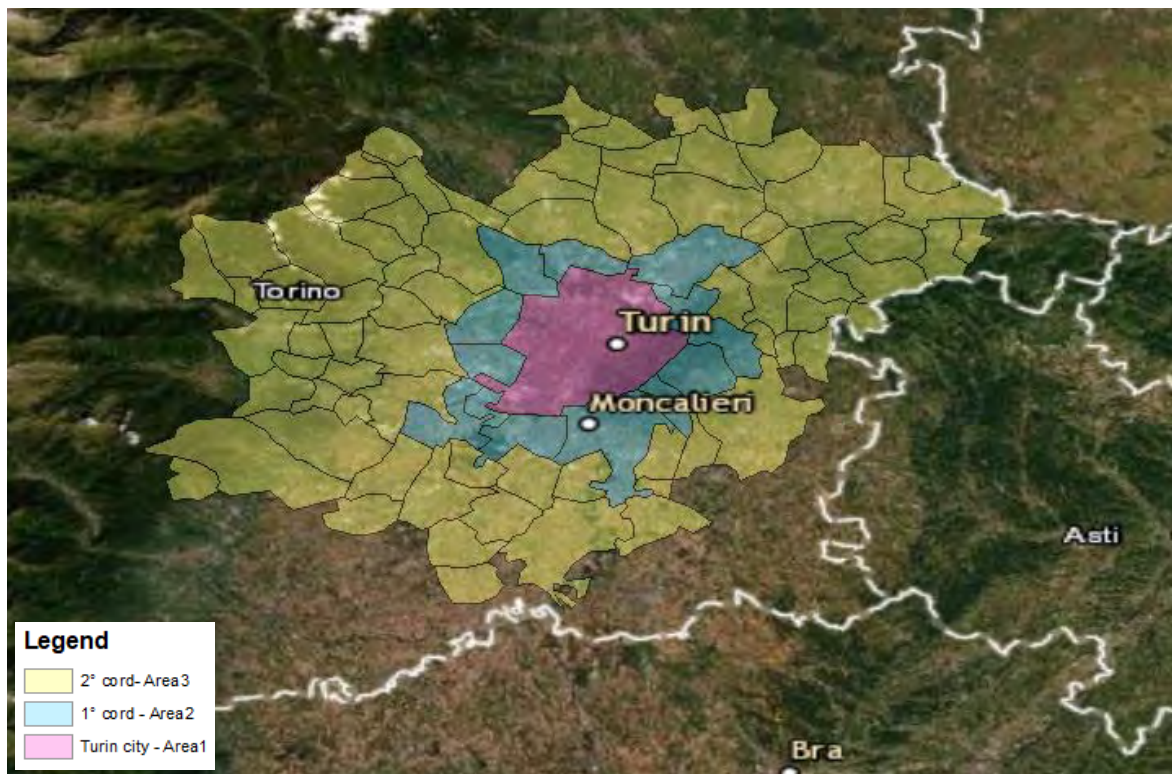 Torino
Turin
Moncalieri
Asti
Bra
Legend
2° cord- Area3
1° cord - Area2
Turin city - Area1